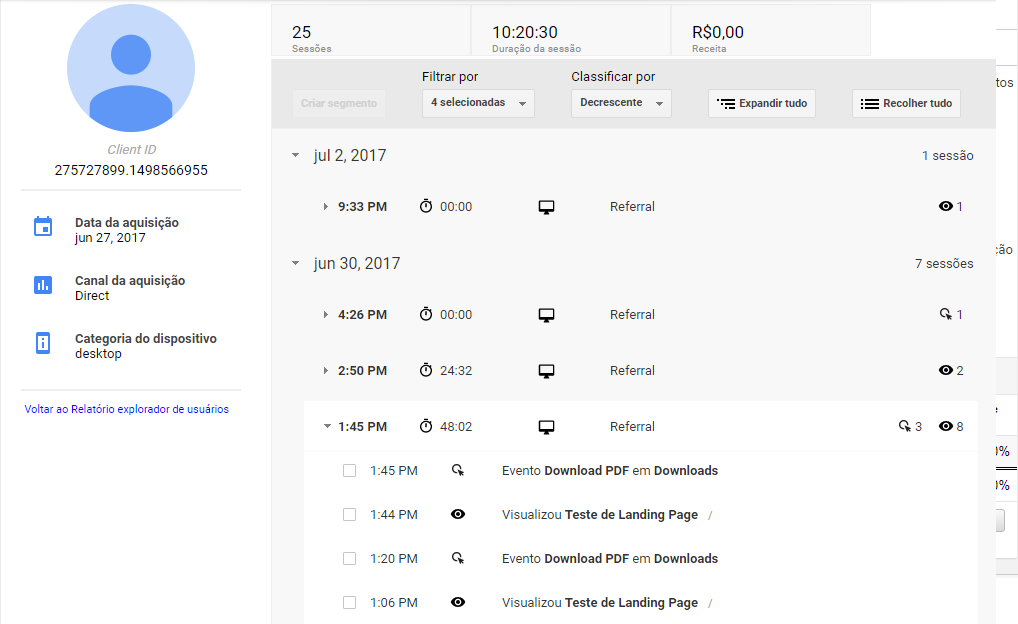 Client ID
275727899.1498566955
Data da aquisição
jun 27, 2017
Canal da aquisição
Direct
Categoria do dispositivo
desktop
Voltar ao Relatório explorador de usuários
25
Sessões
10:20:30
Duração da sessão
R$0,00
Receita
Filtrar por
Classificar por
Criar segmento
4 selecionadas
Decrescente
Expandir tudo
Recolher tudo
jul 2, 2017 1 sessão
9:33 PM 00:00 Referral 1
jun 30, 2017 7 sessões
4:26 PM 00:00 Referral 1
2:50 PM 24:32 Referral 2
1:45 PM 48:02 Referral 3 8
1:45 PM Evento Download PDF em Downloads
1:44 PM Visualizou Teste de Landing Page /
1:20 PM Evento Download PDF em Downloads
1:06 PM Visualizou Teste de Landing Page /